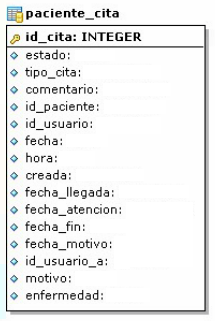 paciente_cita
id_cita: INTEGER
estado:
tipo_cita:
comentario:
id_paciente:
id_usuario:
fecha:
hora:
creada:
fecha_llegada:
fecha_atencion:
fecha_fin:
fecha_motivo:
id_usuario_a:
motivo:
enfermedad: